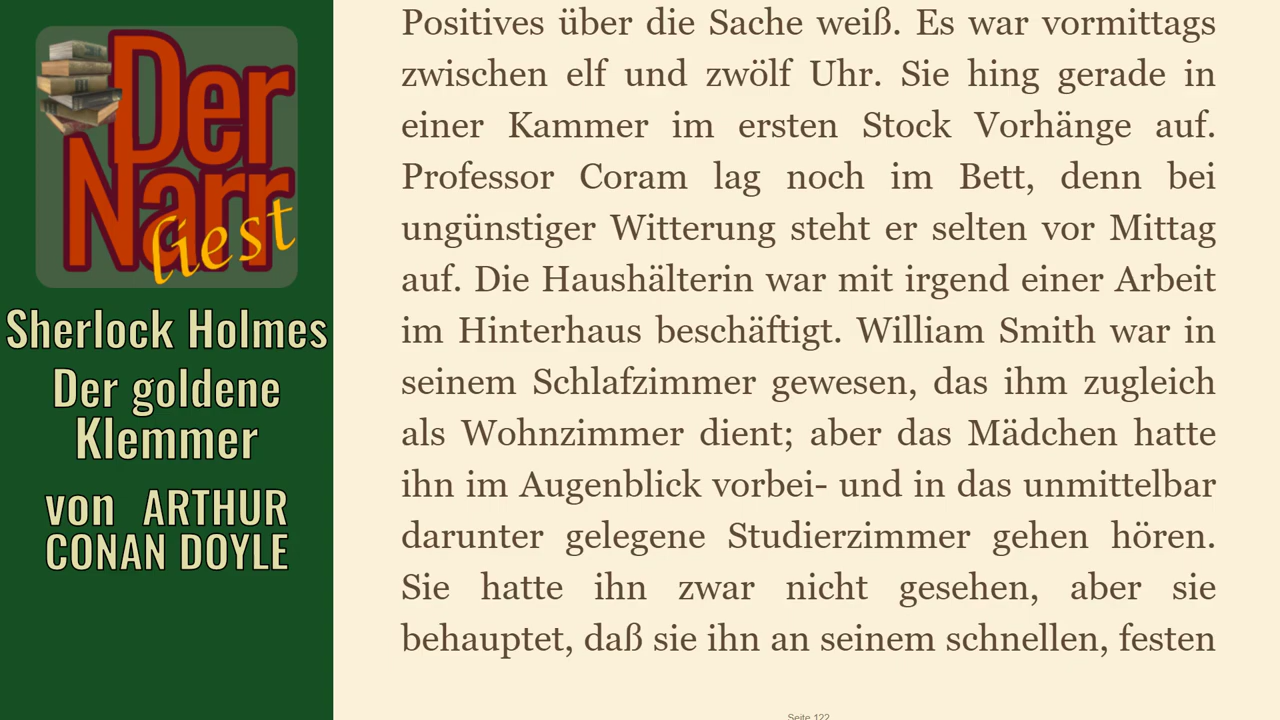 Der
Narr
liest
Sherlock Holmes
Der goldene
Klemmer
von ARTHUR
CONAN DOYLE
Positives über die Sache weiß. Es war vormittags
zwischen elf und zwölf Uhr. Sie hing gerade in
einer Kammer im ersten Stock Vorhänge auf.
Professor Coram lag noch im Bett, denn bei
ungünstiger Witterung steht er selten vor Mittag
auf. Die Haushälterin war mit irgend einer Arbeit
im Hinterhaus beschäftigt. William Smith war in
seinem Schlafzimmer gewesen, das ihm zugleich
als Wohnzimmer dient; aber das Mädchen hatte
ihn im Augenblick vorbei- und in das unmittelbar
darunter gelegene Studierzimmer gehen hören.
Sie hatte ihn zwar nicht gesehen, aber sie
behauptet, daß sie ihn an seinem schnellen, festen
Seite 122